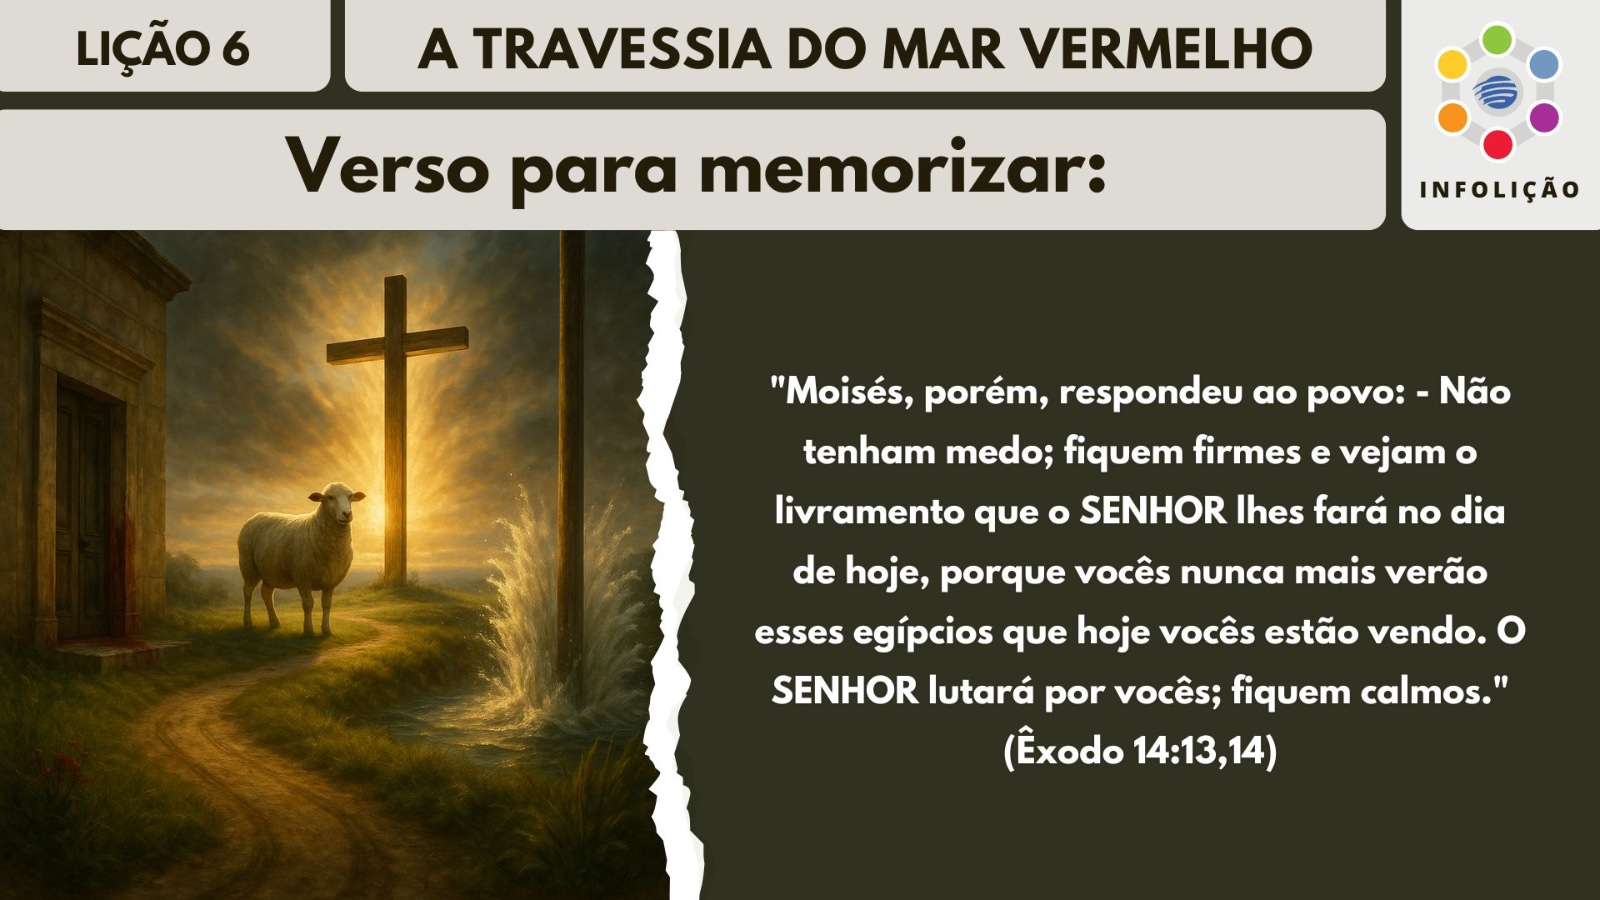 LIÇÃO 6
A TRAVESSIA DO MAR VERMELHO
INFOLIÇÃO
Verso para memorizar:
"Moisés, porém, respondeu ao povo: - Não
tenham medo; fiquem firmes e vejam o
livramento que o SENHOR lhes fará no dia
de hoje, porque vocês nunca mais verão
esses egípcios que hoje vocês estão vendo. O
SENHOR lutará por vocês; fiquem calmos."
(Êxodo 14:13,14)